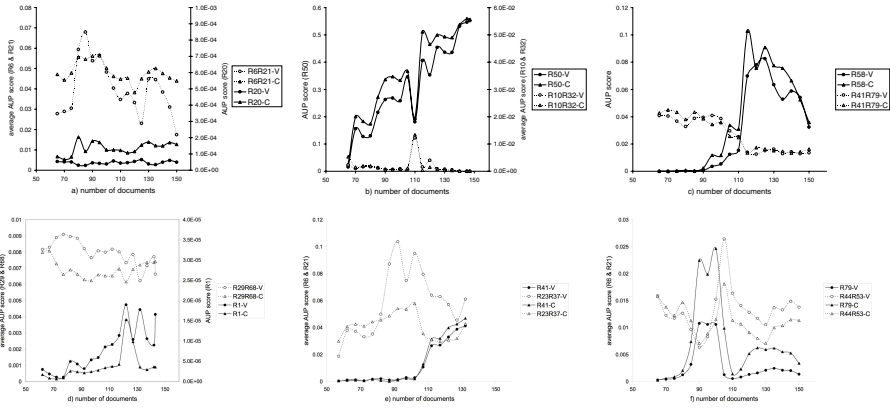 0.08
0.07
0.06
0.05
0.04
0.03
0.02
0.01
0
50 70 90 110 130 150
1.0E-03
9.0E-04
8.0E-04
7.0E-04
6.0E-04
5.0E-04
4.0E-04
3.0E-04
2.0E-04
1.0E-04
0.0E+00
average AUP score (R6 & R21)
AUP score (R20)
R6R21-V
R6R21-C
R20-V
R20-C
a) number of documents
0.6
0.5
0.4
0.3
0.2
0.1
0
50 70 90 110 130 150
6.0E-02
5.0E-02
4.0E-02
3.0E-02
2.0E-02
1.0E-02
0.0E+00
AUP score(R50)
average AUP score (R10 & R32)
R50-V
R50-C
R10R32-V
R10R32-C
b) number of documents
0.12
0.1
0.08
0.06
0.04
0.02
0
50 70 90 110 130 150
AUP score
R58-V
R58-C
R41R79-V
R41R79-C
c) number of documents
0.01
0.009
0.008
0.007
0.006
0.005
0.004
0.003
0.002
0.001
0
50 70 90 110 130 150
4.0E-05
3.5E-05
3.0E-05
2.5E-05
2.0E-05
1.5E-05
1.0E-05
5.0E-06
0.0E+00
average AUP score (R29 & R68)
AUP score (R1)
R29R68-V
R29R68-C
R1-V
R1-C
d) number of documents
0.12
0.1
0.08
0.06
0.04
0.02
0
50 70 90 110 130 150
average AUP score (R6 & R21)
R41-V
R23R37-V
R41-C
R23R37-C
e) number of documents
0.03
0.025
0.02
0.015
0.01
0.005
0
50 70 90 110 130 150
average AUP score (R6 & R21)
R79-V
R44R53-V
R79-C
R44R53-C
f) number of documents